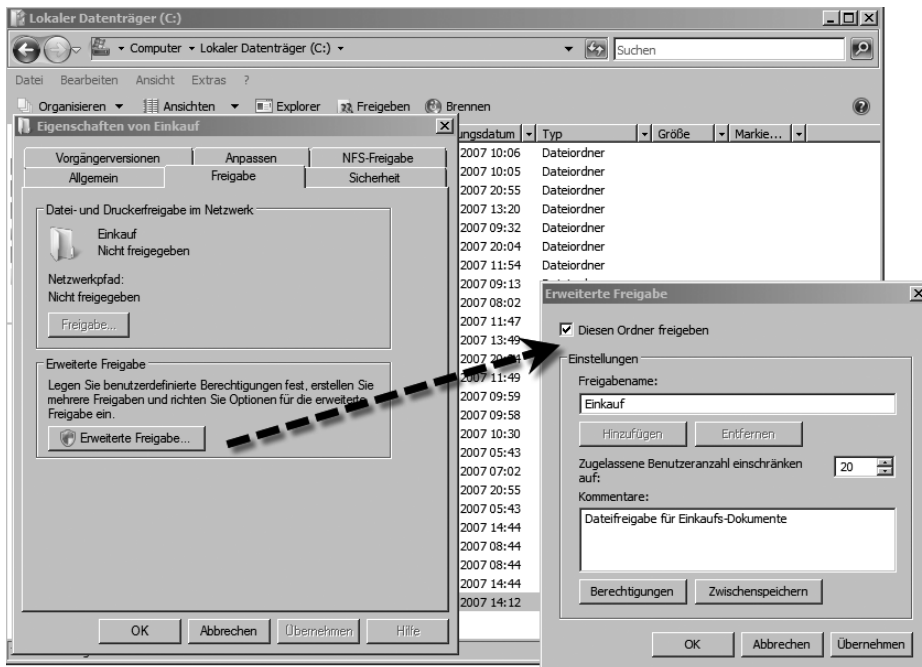 Lokaler Datenträger (C:)
Computer Lokaler Datenträger (C:)
Suchen
Datei Bearbeiten Ansicht Extras ?
Organisieren Ansichten Explorer Freigeben Brennen
ungsdatum Typ Größe Markie...
2007 10:06 Dateiordner
2007 10:05 Dateiordner
2007 20:55 Dateiordner
2007 13:20 Dateiordner
2007 09:32 Dateiordner
2007 20:04 Dateiordner
2007 11:54 Dateiordner
2007 09:13
2007 08:02
2007 11:47
2007 13:49
2007
2007 11:49
2007 09:59
2007 09:58
2007 10:30
2007 05:43
2007 07:02
2007 20:55
2007 05:43
2007 14:44
2007 08:44
2007 08:44
2007 14:44
2007 14:12
Eigenschaften von Einkauf
Vorgängerversionen Anpassen NFS-Freigabe
Allgemein Freigabe Sicherheit
Datei- und Druckerfreigabe im Netzwerk
Einkauf
Nicht freigegeben
Netzwerkpfad:
Nicht freigegeben
Freigabe...
Erweiterte Freigabe
Legen Sie benutzerdefinierte Berechtigungen fest, erstellen Sie
mehrere Freigaben und richten Sie Optionen für die erweiterte
Freigabe ein.
Erweiterte Freigabe...
OK Abbrechen Übernehmen Hilfe
Erweiterte Freigabe
Diesen Ordner freigeben
Einstellungen
Freigabename:
Einkauf
Hinzufügen Entfernen
Zugelassene Benutzeranzahl einschränken
auf:
20
Kommentare:
Dateifreigabe für Einkaufs-Dokumente
Berechtigungen Zwischenspeichern
OK Abbrechen Übernehmen